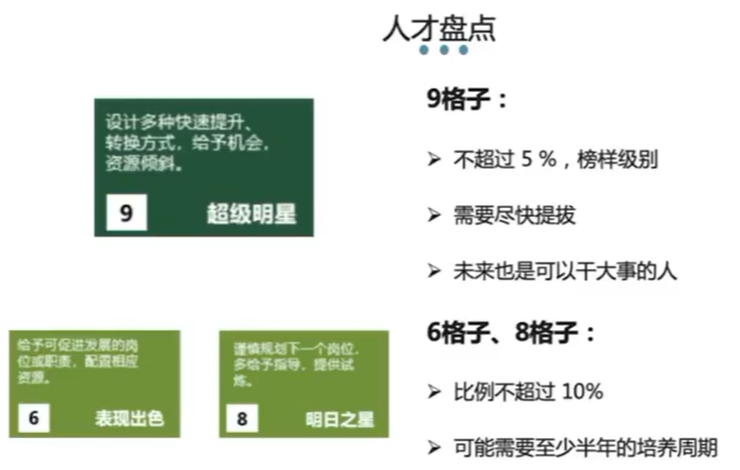 人才盘点
设计多种快速提升、
转换方式，给予机会，
资源倾斜。
9 超级明星
9格子：
➢ 不超过 5 %，榜样级别
➢ 需要尽快提拔
➢ 未来也是可以干大事的人
给予可促进发展的岗
位或职责，配置相应
资源。
6 表现出色
谨慎规划下一个岗位，
多给予指导，提供试
炼。
8 明日之星
6格子、8格子：
➢ 比例不超过 10%
➢ 可能需要至少半年的培养周期